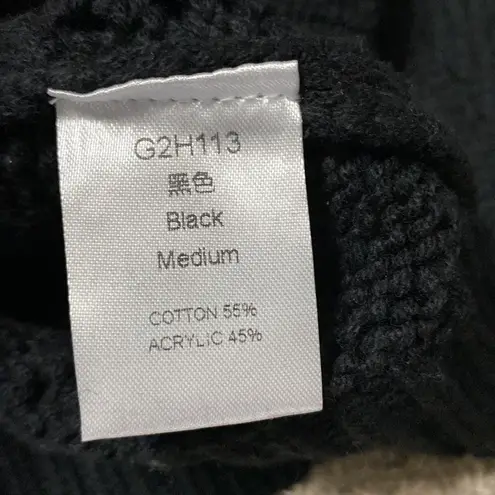 G2H113
黑色
Black
Medium
COTTON 55%
ACRYLIC 45%